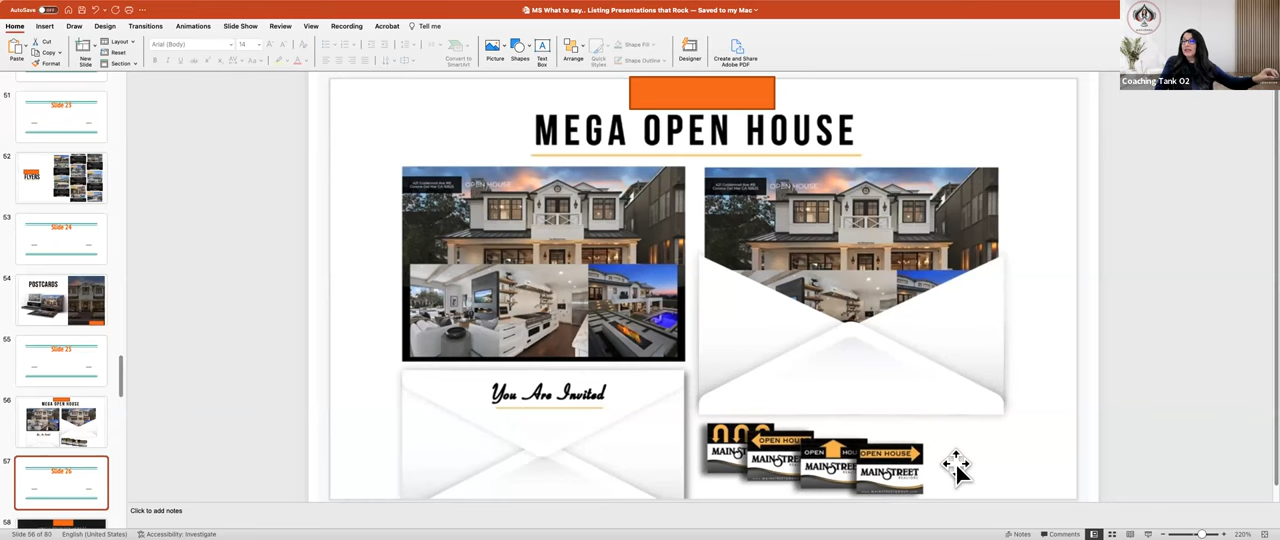 AutoSave OFF
MS What to say.. Listing Presentations that Rock — Saved to my Mac
Home Insert Draw Design Transitions Animations Slide Show Review View Recording Acrobat Tell me
Paste Cut Copy Format
New Slide Layout Reset Section
Arial (Body) 14
Convert to SmartArt
Picture Shapes Text Box Arrange Quick Styles Shape Fill Shape Outline
Designer Create and Share Adobe PDF
Coaching Tank O2
51 Slide 23
52 FLYERS
53 Slide 24
54 POSTCARDS
55 Slide 25
56 MEGA OPEN HOUSE
57 Slide 26
58
MEGA OPEN HOUSE
OPEN HOUSE
OPEN HOUSE
You Are Invited
OPEN HOU
OPEN HOU
OPEN HOUSE
MAIN STREET
REALTORS
Click to add notes
Slide 56 of 80 English (United States) Accessibility: Investigate Notes Comments 220%